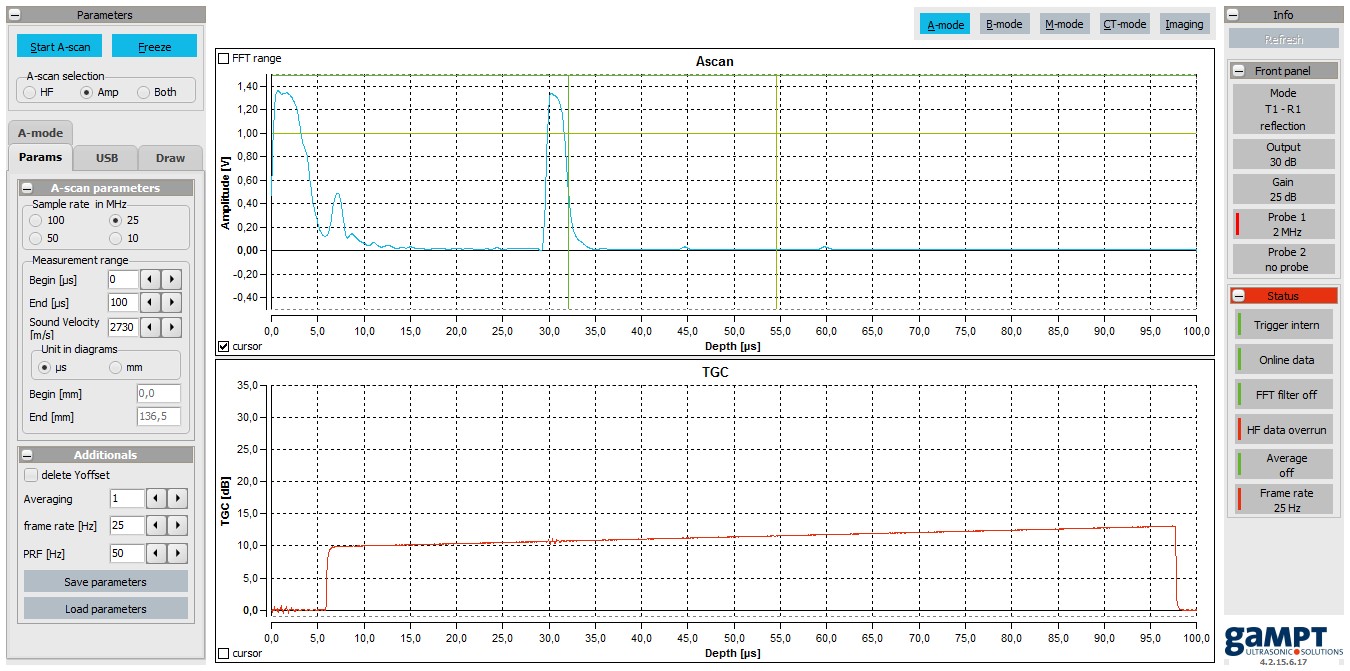 Parameters
Start A-scan
Freeze
A-scan selection
HF
Amp
Both
A-mode
Params
USB
Draw
A-scan parameters
Sample rate in MHz
100
25
50
10
Measurement range
Begin [µs]
0
End [µs]
100
Sound Velocity
[m/s]
2730
Unit in diagrams
µs
mm
Begin [mm]
0,0
End [mm]
136,5
Additionals
delete Yoffset
Averaging
1
frame rate [Hz]
25
PRF [Hz]
50
Save parameters
Load parameters
A-mode
B-mode
M-mode
CT-mode
Imaging
FFT range
Ascan
Amplitude [V]
1,40
1,20
1,00
0,80
0,60
0,40
0,20
0,00
-0,20
-0,40
0,0 5,0 10,0 15,0 20,0 25,0 30,0 35,0 40,0 45,0 50,0 55,0 60,0 65,0 70,0 75,0 80,0 85,0 90,0 95,0 100,0
cursor
Depth [µs]
TGC
TGC [dB]
35,0
30,0
25,0
20,0
15,0
10,0
5,0
0,0
0,0 5,0 10,0 15,0 20,0 25,0 30,0 35,0 40,0 45,0 50,0 55,0 60,0 65,0 70,0 75,0 80,0 85,0 90,0 95,0 100,0
cursor
Depth [µs]
Info
Refresh
Front panel
Mode
T1 - R1
reflection
Output
30 dB
Gain
25 dB
Probe 1
2 MHz
Probe 2
no probe
Status
Trigger intern
Online data
FFT filter off
HF data overrun
Average
off
Frame rate
25 Hz
gaMPT
ULTRASONIC SOLUTIONS
4.2.15.6.17